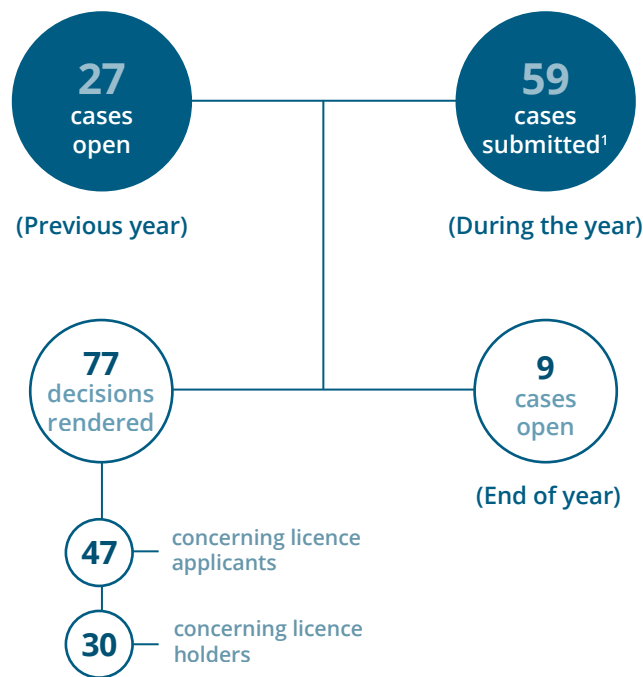 27
cases
open
(Previous year)
59
cases
submitted¹
(During the year)
77
decisions
rendered
9
cases
open
(End of year)
47
concerning licence
applicants
30
concerning licence
holders